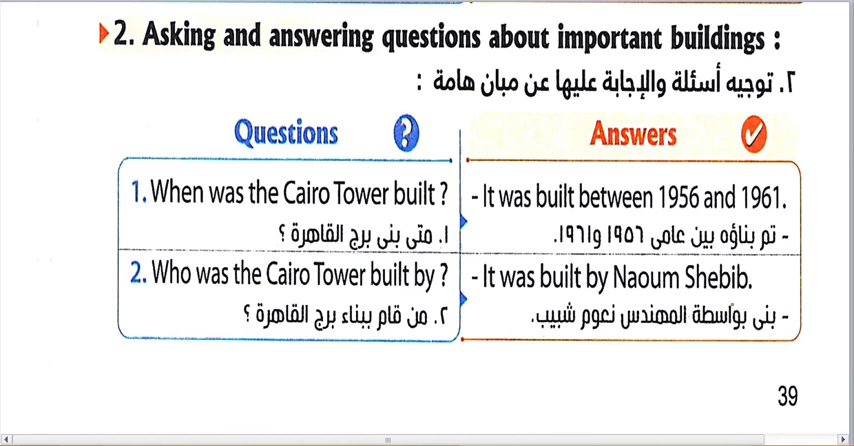 2. Asking and answering questions about important buildings :
٢. توجيه أسئلة والإجابة عليها عن مبان هامة :
Questions ?
Answers
1. When was the Cairo Tower built ?
١. متى بنى برج القاهرة ؟
- It was built between 1956 and 1961.
- تم بناؤه بين عامى ١٩٥٦ و١٩٦١.
2. Who was the Cairo Tower built by ?
٢. من قام ببناء برج القاهرة ؟
- It was built by Naoum Shebib.
- بنى بواسطة المهندس نعوم شبيب.
39